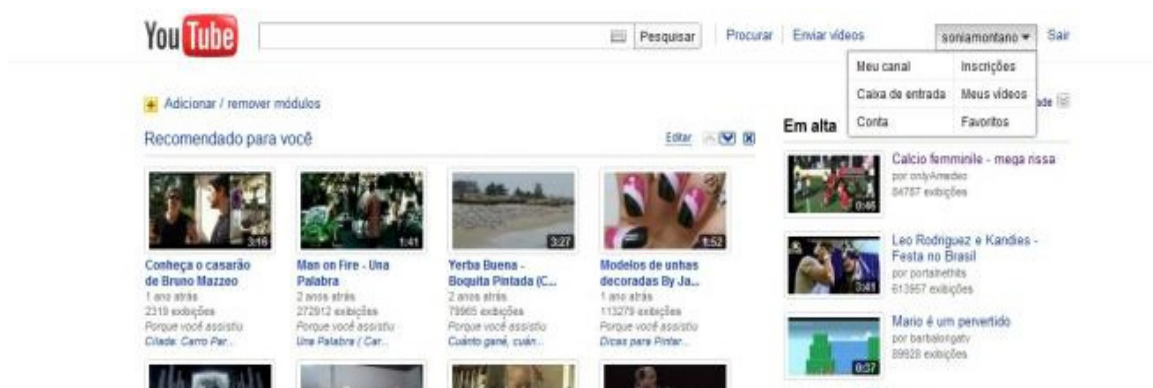 You Tube
Pesquisar
Procurar
Enviar vídeos
soniamontano
Sair
Meu canal
Inscrições
Caixa de entrada
Meus vídeos
Conta
Favoritos
ade
Adicionar / remover módulos
Recomendado para você
Editar
3:16
Conheça o casarão
de Bruno Mazzeo
1 ano atrás
2319 exibições
Porque você assistiu
Cilada: Carro Par...
1:41
Man on Fire - Una
Palabra
2 anos atrás
272912 exibições
Porque você assistiu
Una Palabra ( Car...
3:27
Yerba Buena -
Boquita Pintada (C...
2 anos atrás
79965 exibições
Porque você assistiu
Cuánto gané, cuán...
1:52
Modelos de unhas
decoradas By Ja...
1 ano atrás
113279 exibições
Porque você assistiu
Dicas para Pintar...
Em alta
0:46
Calcio femminile - mega rissa
por onlyAmedeo
84787 exibições
3:41
Leo Rodriguez e Kandies -
Festa no Brasil
por portalnethits
613957 exibições
0:37
Mario é um pervertido
por barbalongatv
89928 exibições